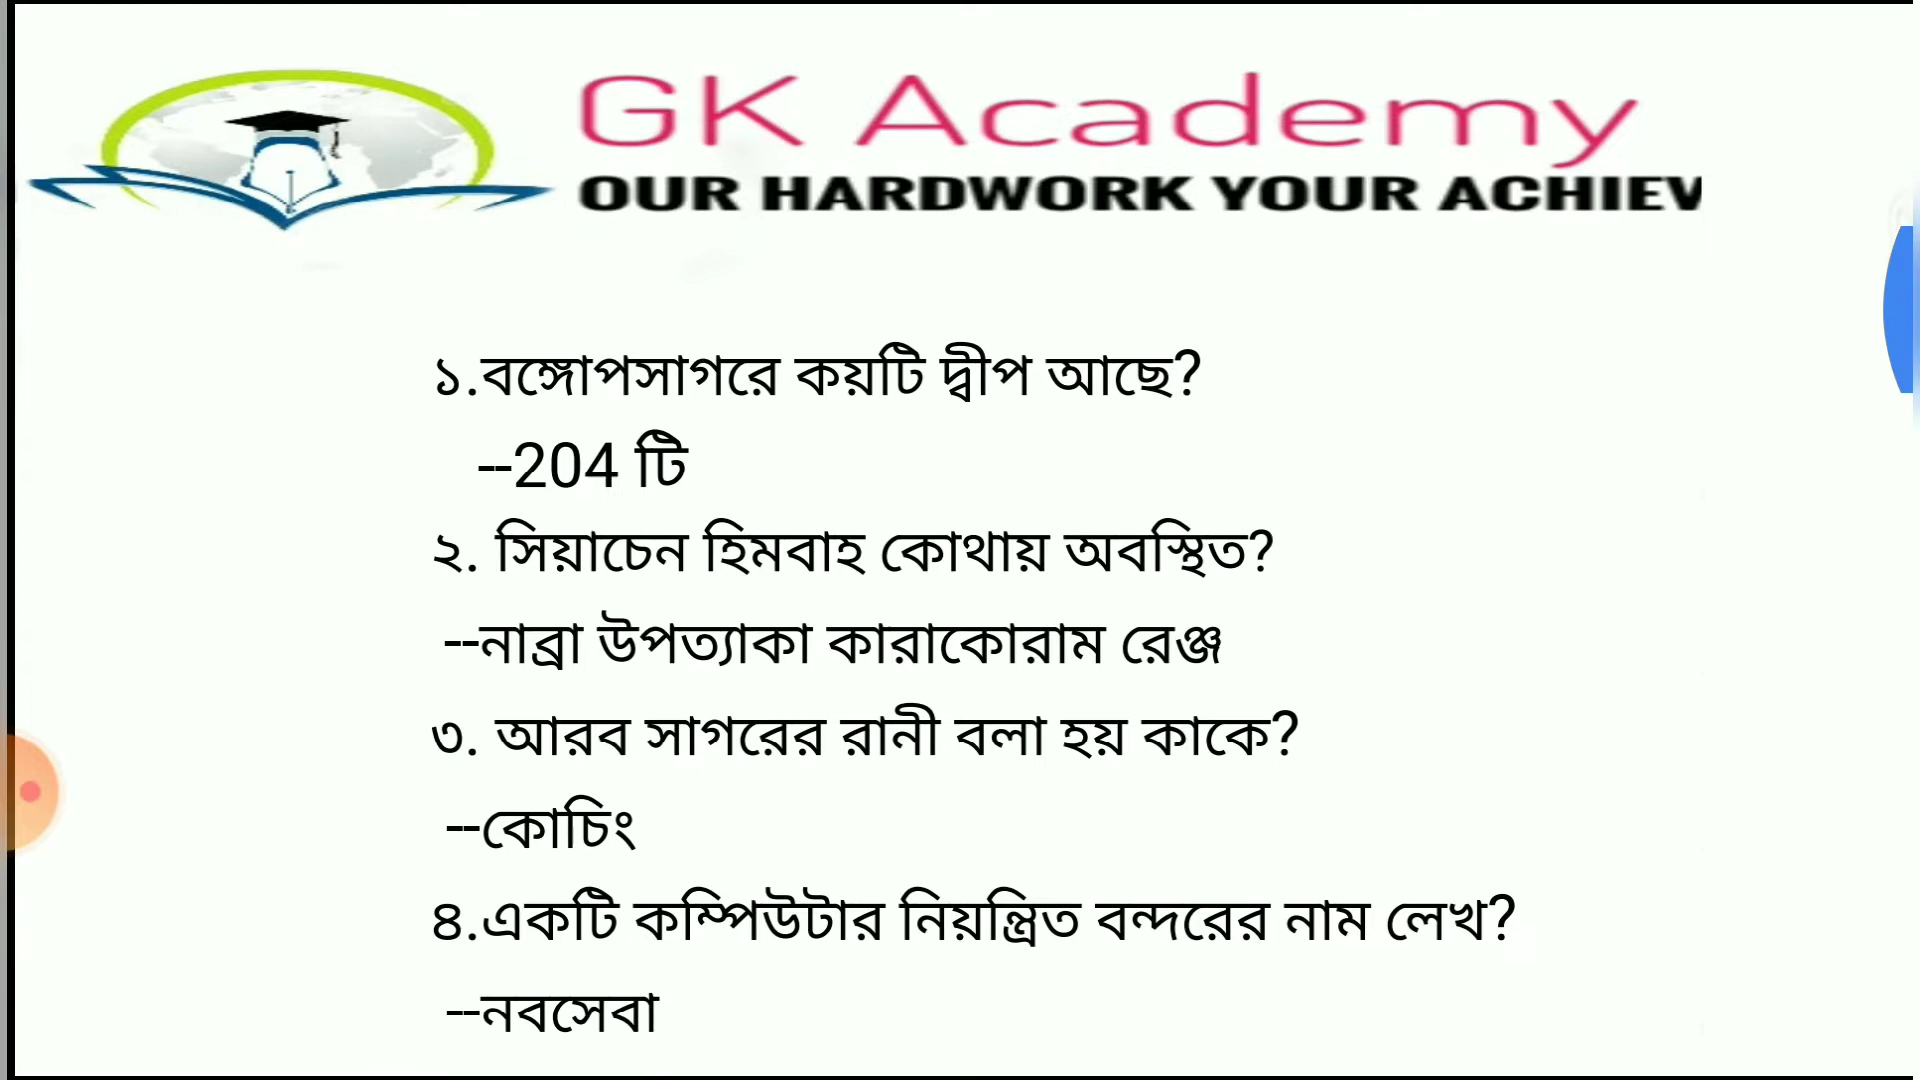 GK Academy
OUR HARDWORK YOUR ACHIEV
১.বঙ্গোপসাগরে কয়টি দ্বীপ আছে?
--204 টি
২. সিয়াচেন হিমবাহ কোথায় অবস্থিত?
--নাব্রা উপত্যাকা কারাকোরাম রেঞ্জ
৩. আরব সাগরের রানী বলা হয় কাকে?
--কোচিং
৪.একটি কম্পিউটার নিয়ন্ত্রিত বন্দরের নাম লেখ?
--নবসেবা